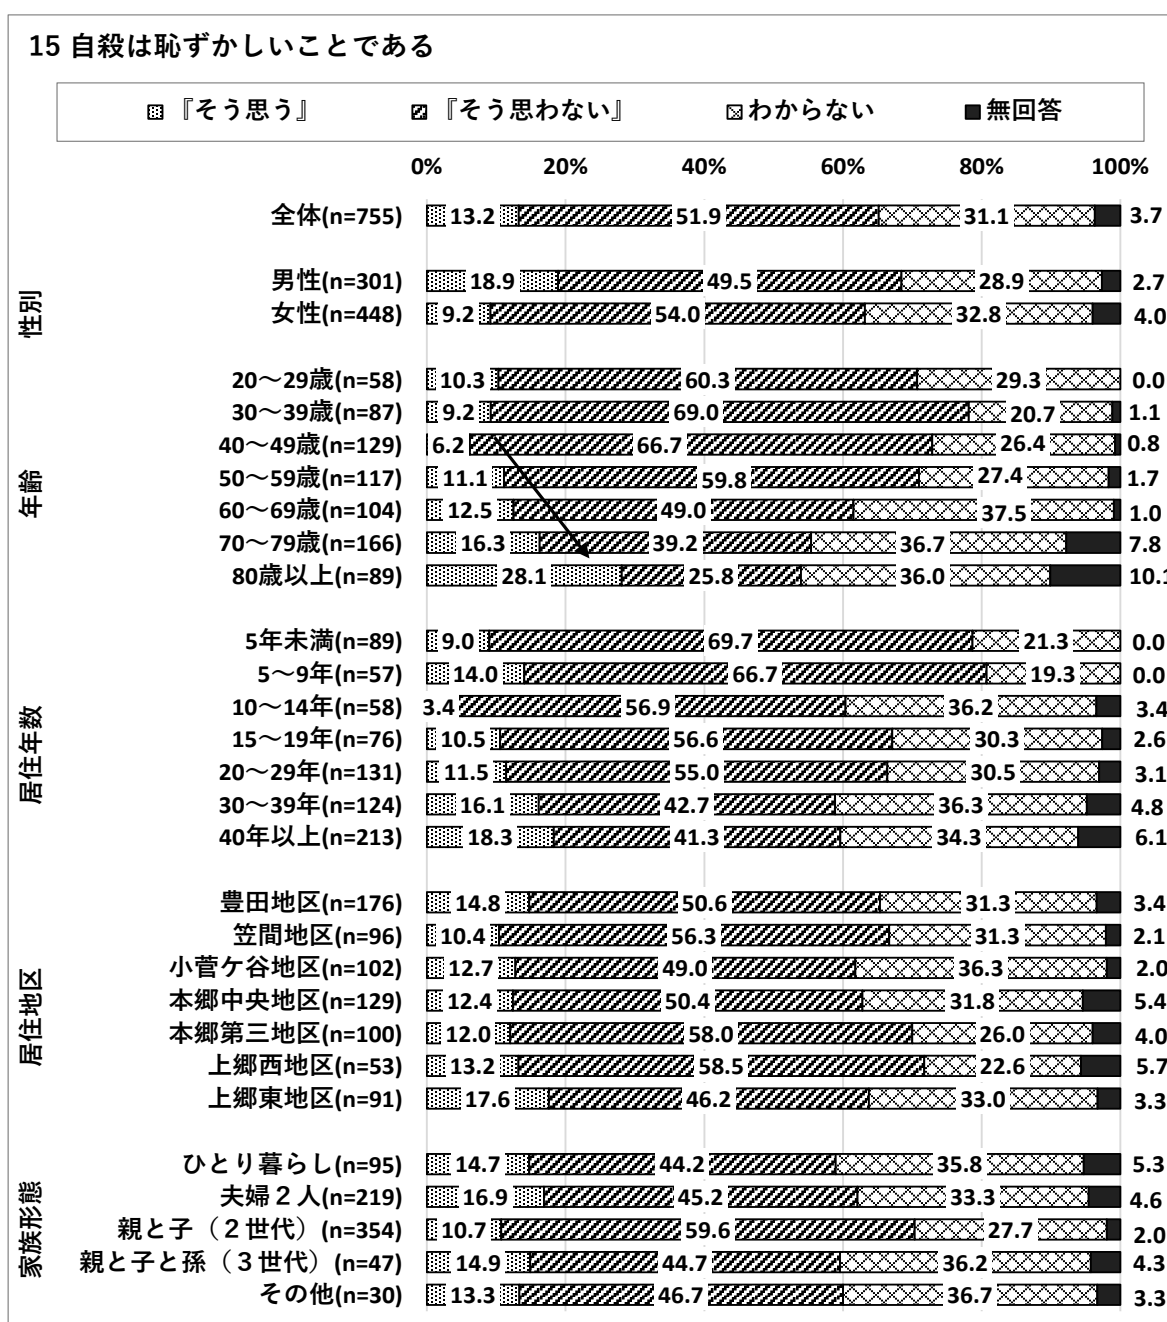 15 自殺は恥ずかしいことである
『そう思う』 『そう思わない』 わからない 無回答
0% 20% 40% 60% 80% 100%
全体(n=755) 13.2 51.9 31.1 3.7
性別
男性(n=301) 18.9 49.5 28.9 2.7
女性(n=448) 9.2 54.0 32.8 4.0
年齢
20～29歳(n=58) 10.3 60.3 29.3 0.0
30～39歳(n=87) 9.2 69.0 20.7 1.1
40～49歳(n=129) 6.2 66.7 26.4 0.8
50～59歳(n=117) 11.1 59.8 27.4 1.7
60～69歳(n=104) 12.5 49.0 37.5 1.0
70～79歳(n=166) 16.3 39.2 36.7 7.8
80歳以上(n=89) 28.1 25.8 36.0 10.1
居住年数
5年未満(n=89) 9.0 69.7 21.3 0.0
5～9年(n=57) 14.0 66.7 19.3 0.0
10～14年(n=58) 3.4 56.9 36.2 3.4
15～19年(n=76) 10.5 56.6 30.3 2.6
20～29年(n=131) 11.5 55.0 30.5 3.1
30～39年(n=124) 16.1 42.7 36.3 4.8
40年以上(n=213) 18.3 41.3 34.3 6.1
居住地区
豊田地区(n=176) 14.8 50.6 31.3 3.4
笠間地区(n=96) 10.4 56.3 31.3 2.1
小菅ケ谷地区(n=102) 12.7 49.0 36.3 2.0
本郷中央地区(n=129) 12.4 50.4 31.8 5.4
本郷第三地区(n=100) 12.0 58.0 26.0 4.0
上郷西地区(n=53) 13.2 58.5 22.6 5.7
上郷東地区(n=91) 17.6 46.2 33.0 3.3
家族形態
ひとり暮らし(n=95) 14.7 44.2 35.8 5.3
夫婦２人(n=219) 16.9 45.2 33.3 4.6
親と子（２世代）(n=354) 10.7 59.6 27.7 2.0
親と子と孫（３世代）(n=47) 14.9 44.7 36.2 4.3
その他(n=30) 13.3 46.7 36.7 3.3